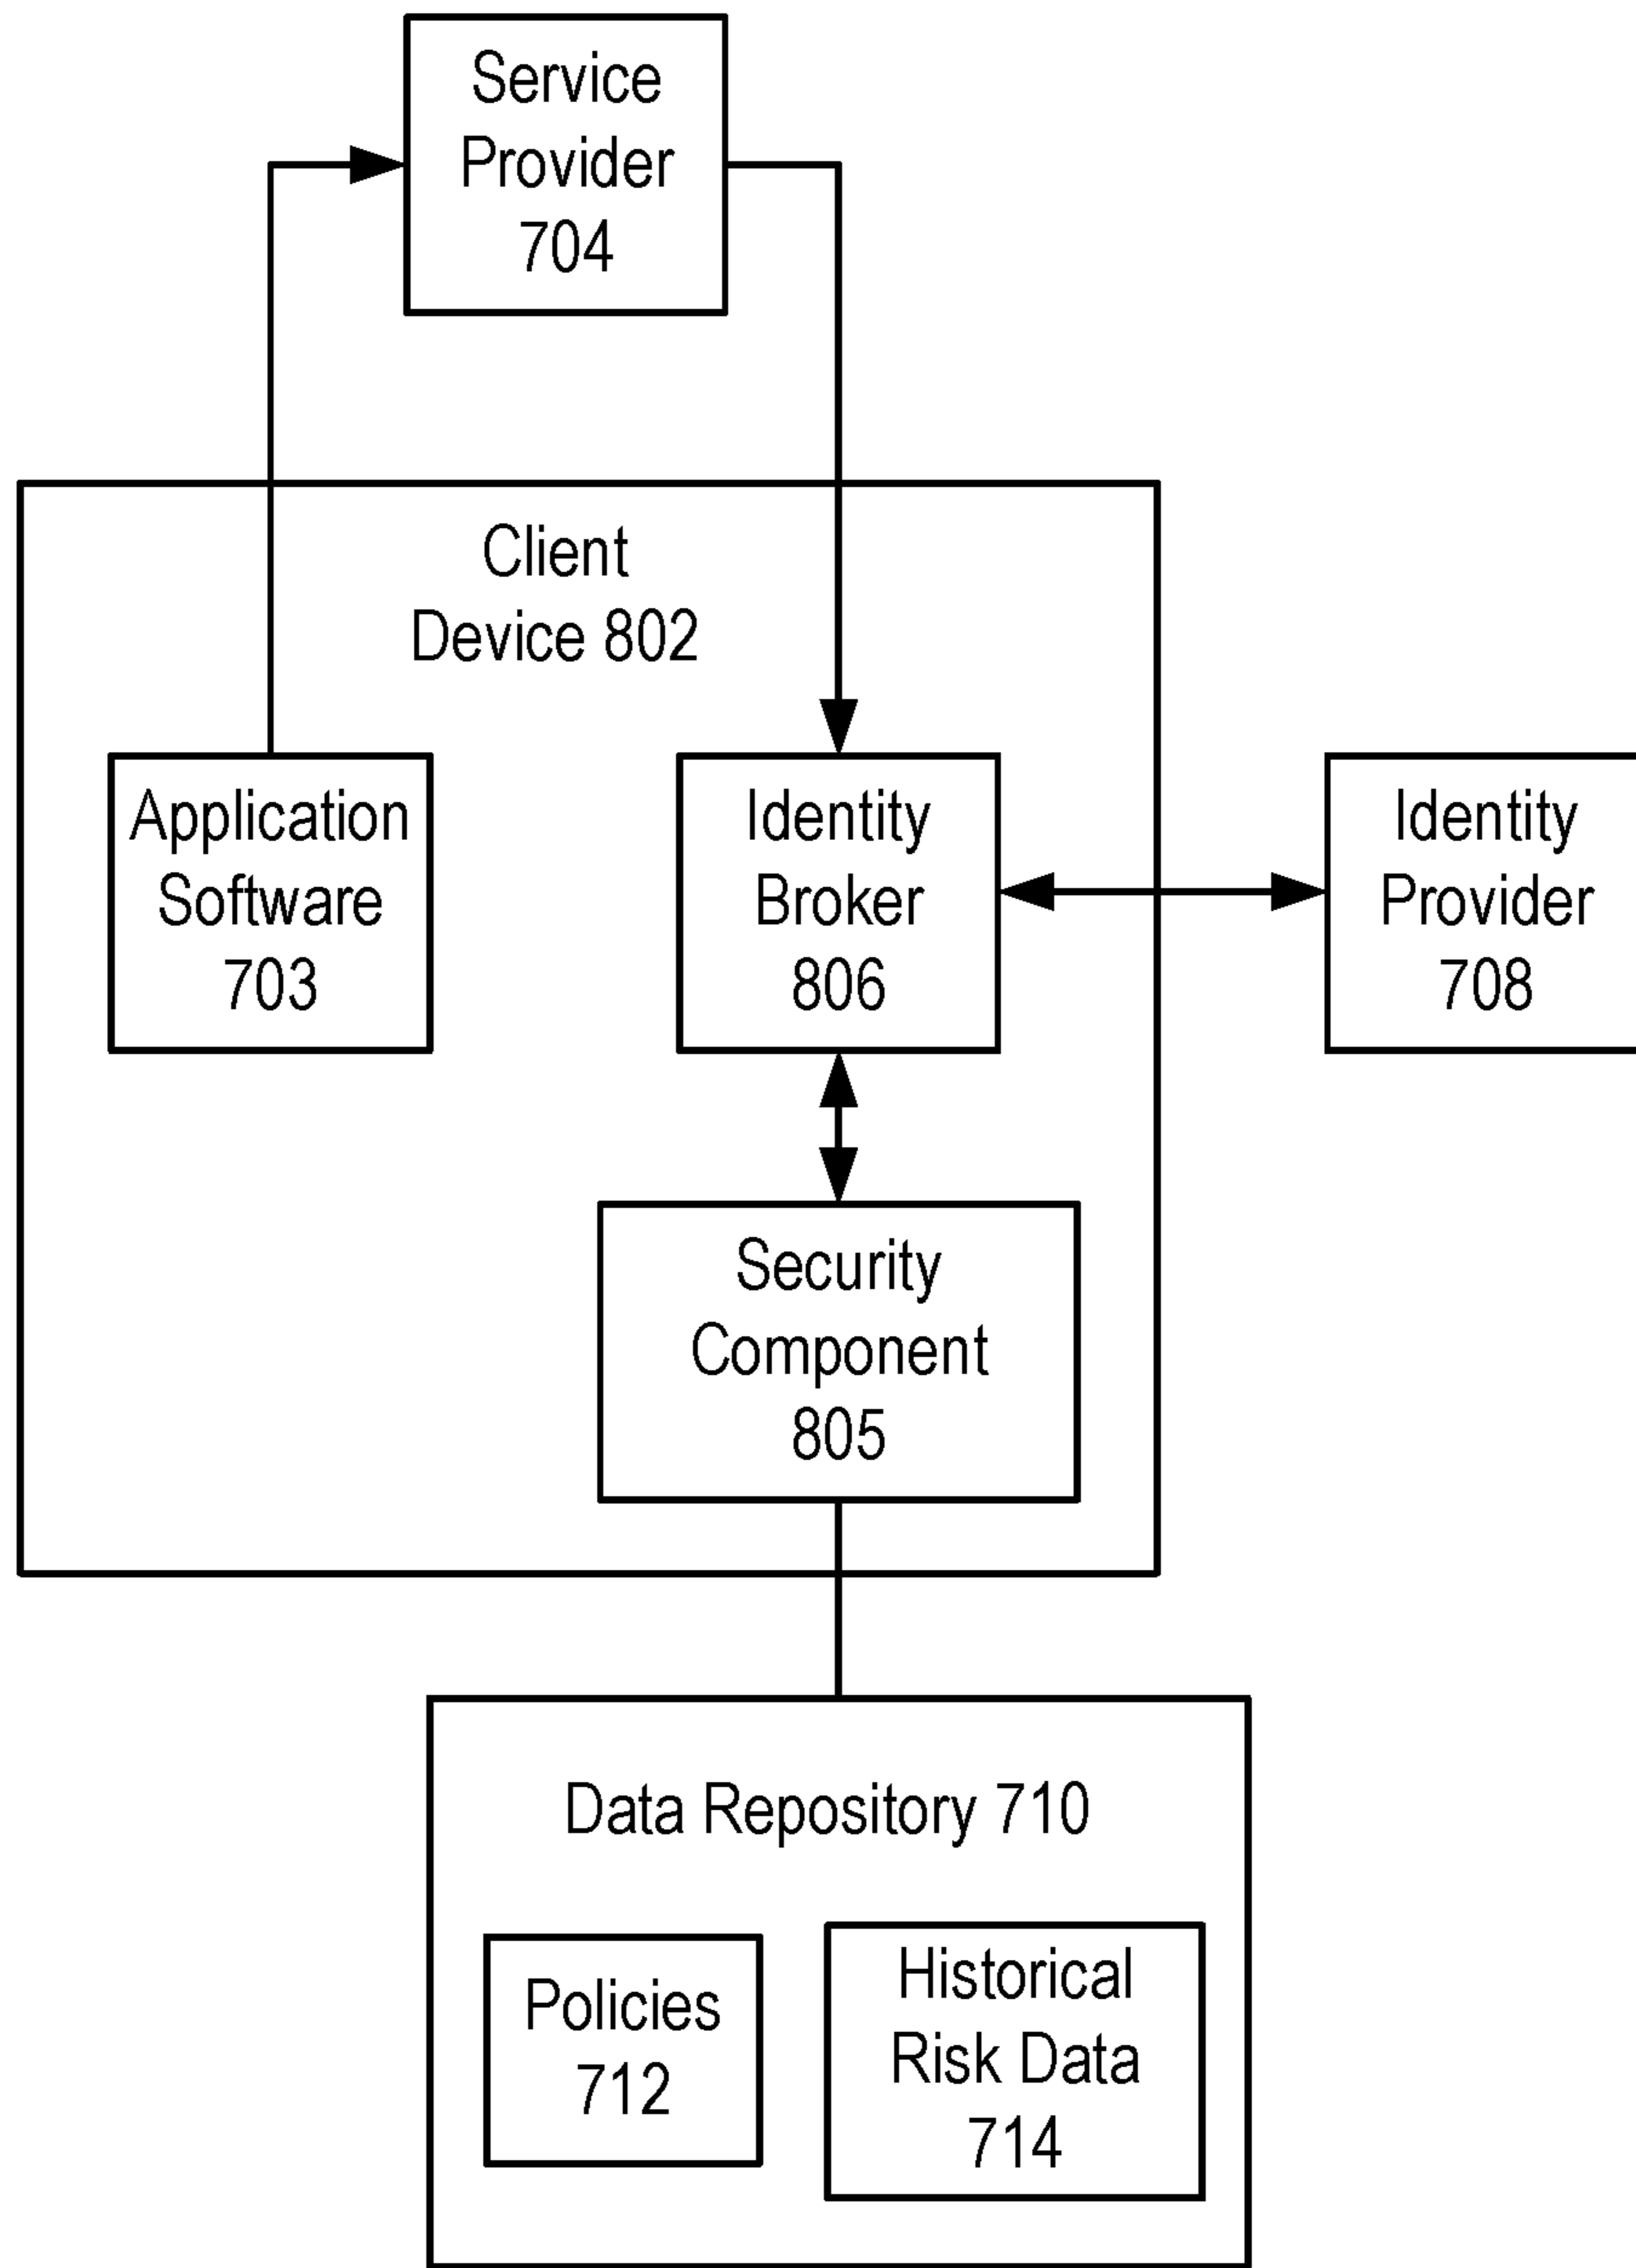 Service
Provider
704
Client
Device 802
Application
Software
703
Identity
Broker
806
Identity
Provider
708
Security
Component
805
Data Repository 710
Policies
712
Historical
Risk Data
714